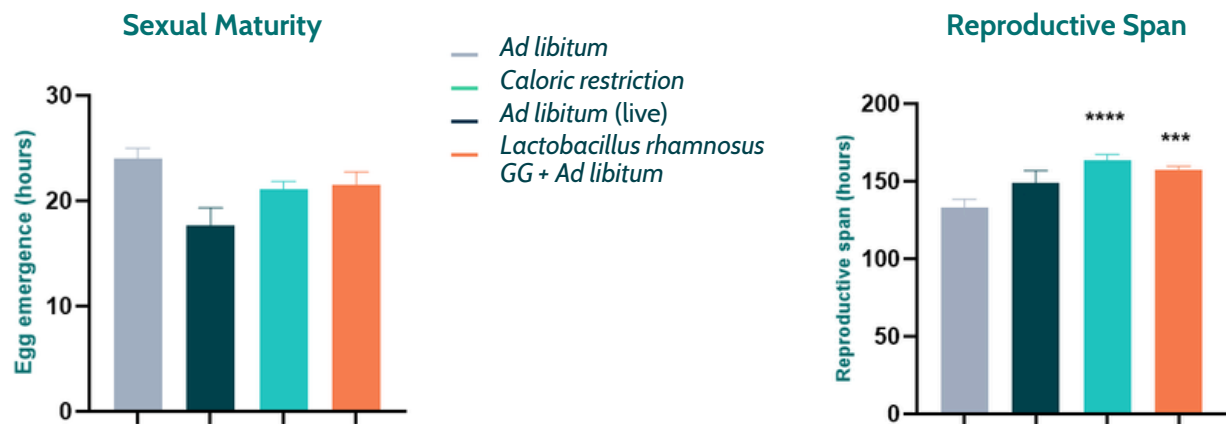 Sexual Maturity
Egg emergence (hours)
30
20
10
0
Ad libitum
Caloric restriction
Ad libitum (live)
Lactobacillus rhamnosus
GG + Ad libitum
Reproductive Span
Reproductive span (hours)
200
150
100
50
0
****
***